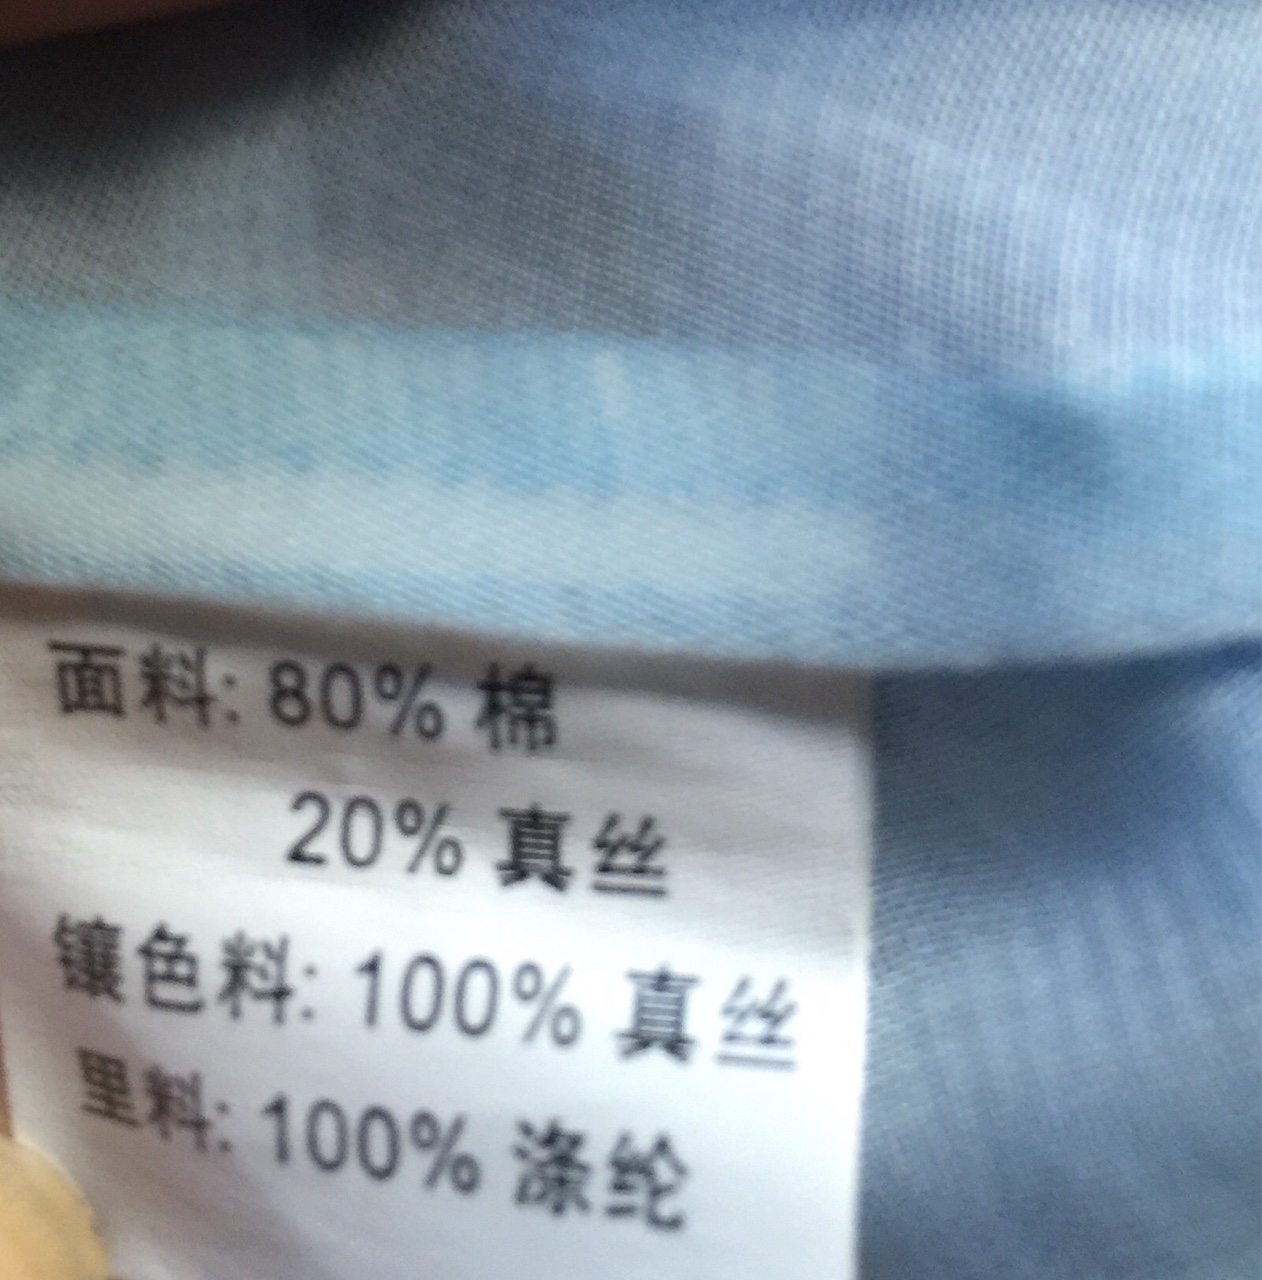 面料: 80% 棉
20% 真丝
镶色料: 100% 真丝
里料: 100% 涤纶